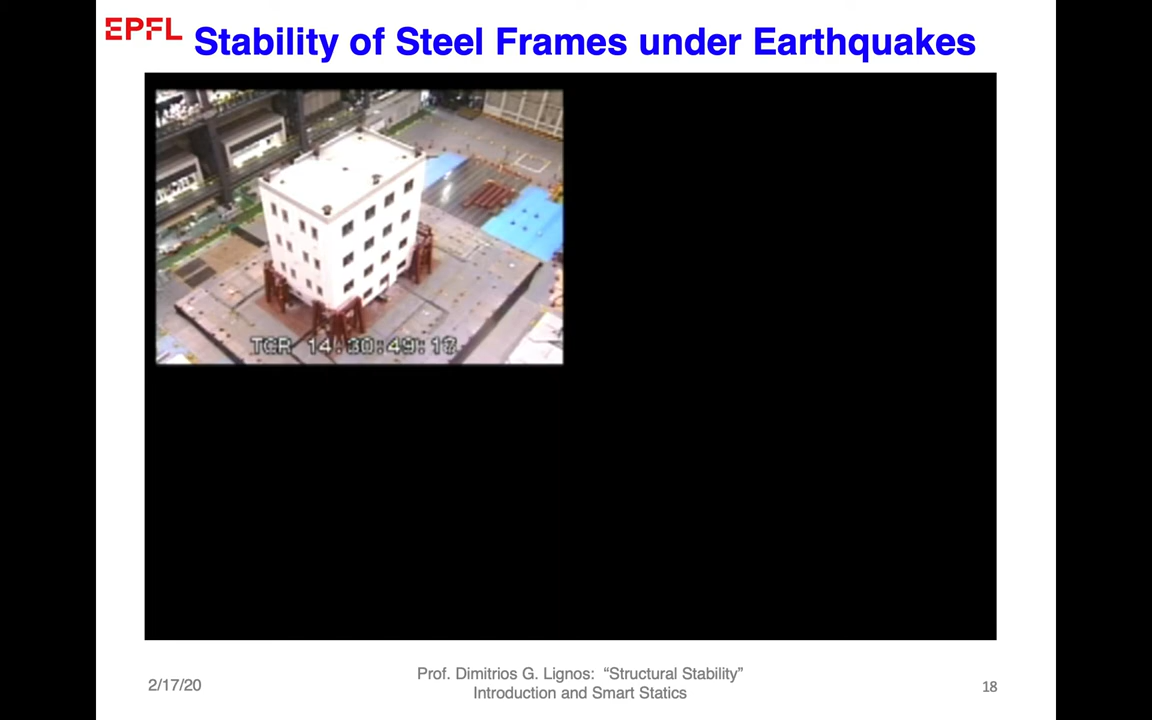 EPFL
Stability of Steel Frames under Earthquakes
TCR 14:30:49:18
2/17/20
Prof. Dimitrios G. Lignos: “Structural Stability”
Introduction and Smart Statics
18